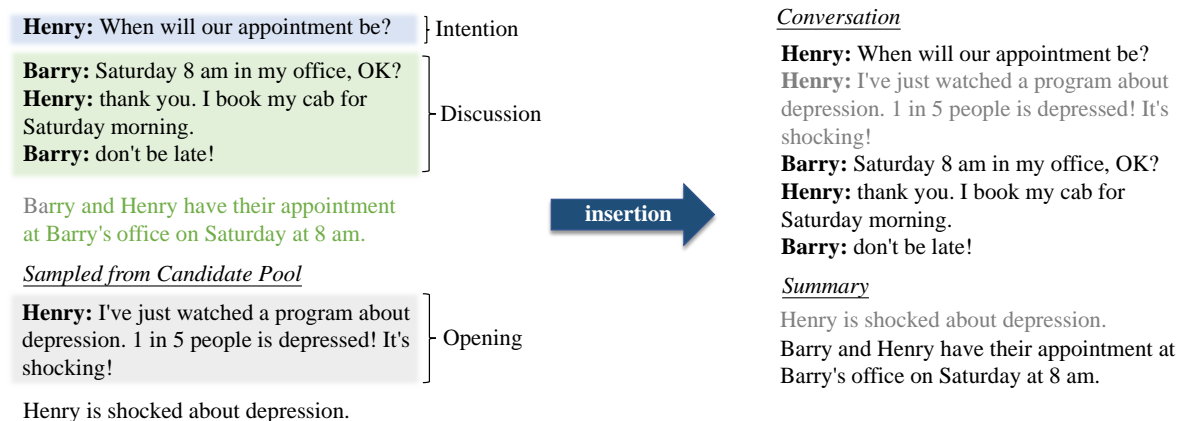 Henry: When will our appointment be?
Intention
Barry: Saturday 8 am in my office, OK?
Henry: thank you. I book my cab for
Saturday morning.
Barry: don't be late!
Discussion
Barry and Henry have their appointment
at Barry's office on Saturday at 8 am.
Sampled from Candidate Pool
Henry: I've just watched a program about
depression. 1 in 5 people is depressed! It's
shocking!
Opening
Henry is shocked about depression.
insertion
Conversation
Henry: When will our appointment be?
Henry: I've just watched a program about
depression. 1 in 5 people is depressed! It's
shocking!
Barry: Saturday 8 am in my office, OK?
Henry: thank you. I book my cab for
Saturday morning.
Barry: don't be late!
Summary
Henry is shocked about depression.
Barry and Henry have their appointment at
Barry's office on Saturday at 8 am.